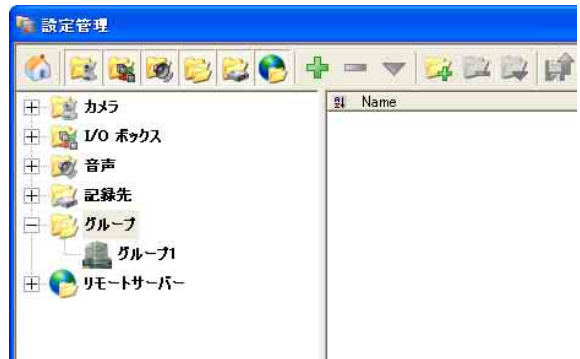 設定管理
Name
カメラ
I/O ボックス
音声
記録先
グループ
グループ1
リモートサーバー